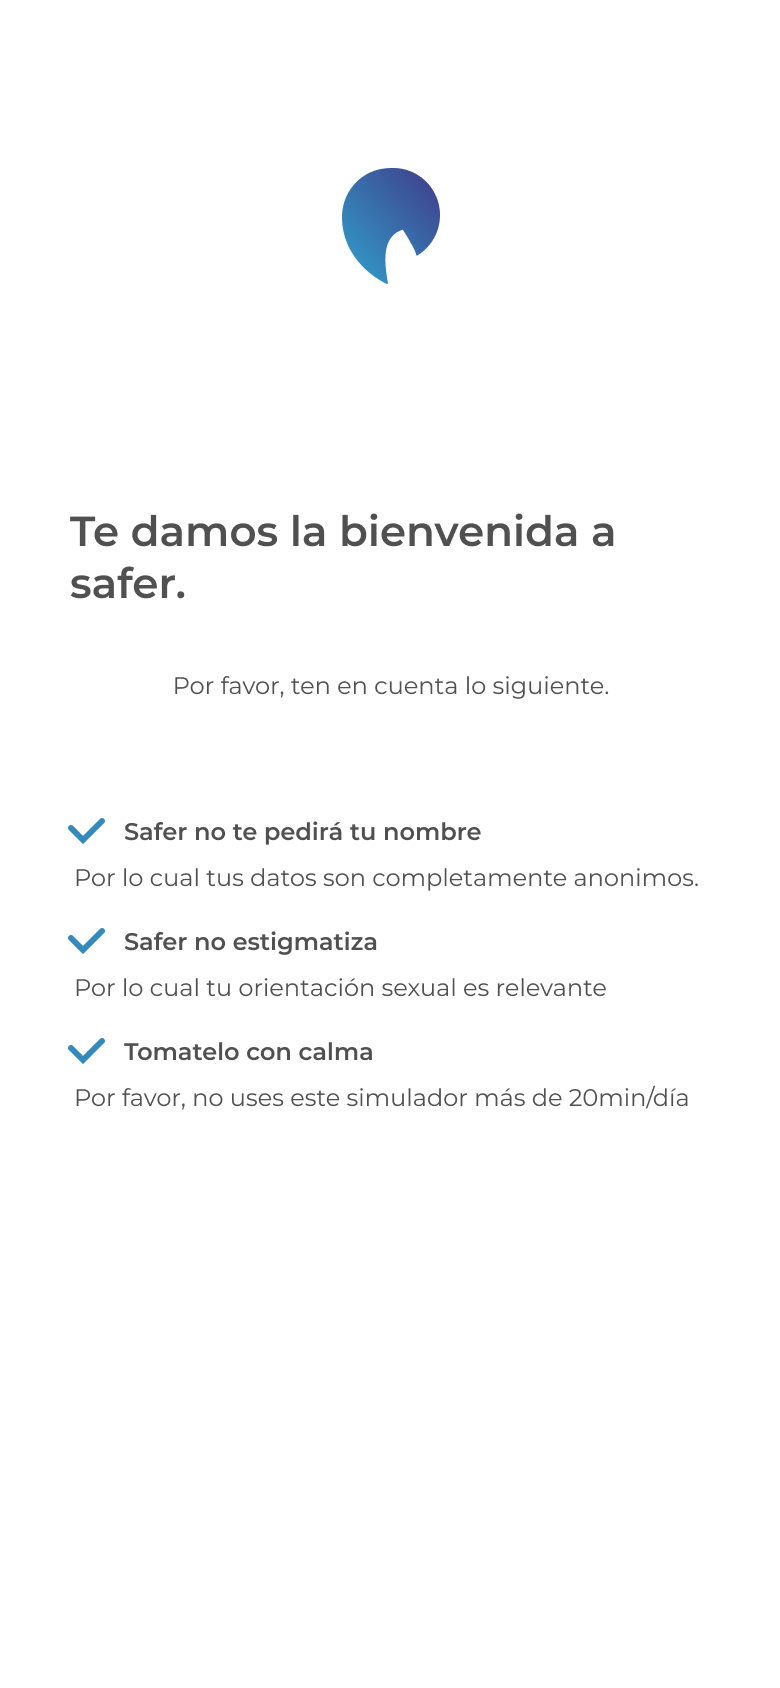 Te damos la bienvenida a
safer.
Por favor, ten en cuenta lo siguiente.
Safer no te pedirá tu nombre
Por lo cual tus datos son completamente anonimos.
Safer no estigmatiza
Por lo cual tu orientación sexual es relevante
Tomatelo con calma
Por favor, no uses este simulador más de 20min/día